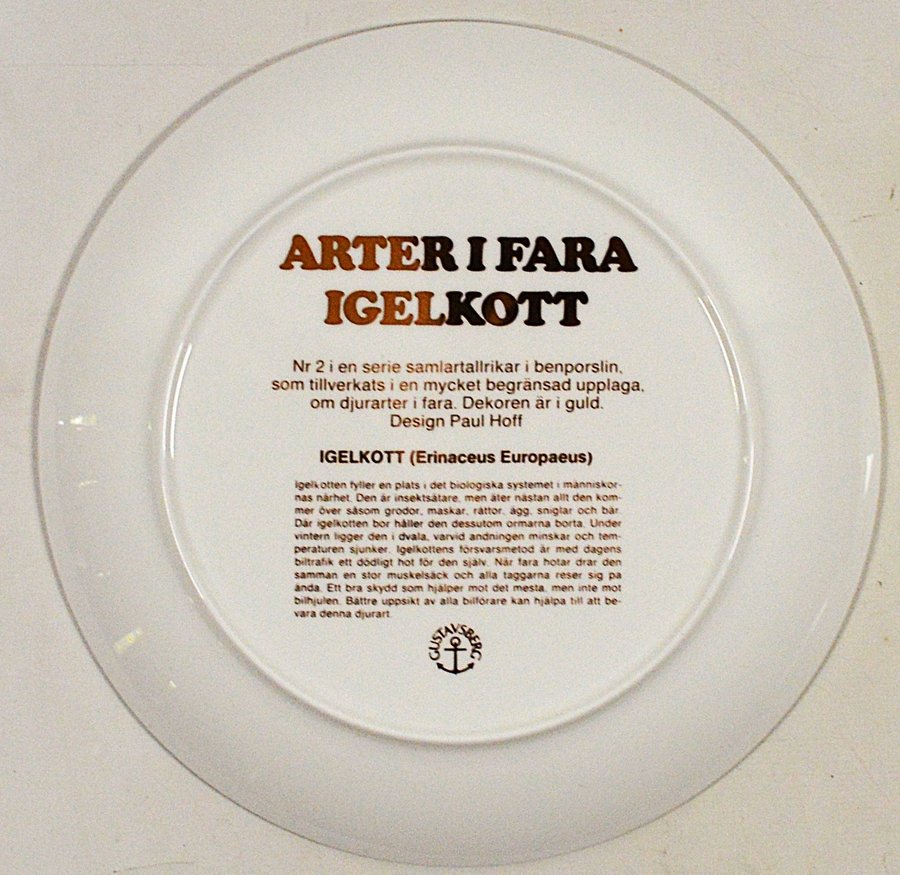 ARTER I FARA
IGELKOTT
Nr 2 i en serie samlartallrikar i benporslin,
som tillverkats i en mycket begränsad upplaga,
om djurarter i fara. Dekoren är i guld.
Design Paul Hoff
IGELKOTT (Erinaceus Europaeus)
Igelkotten fyller en plats i det biologiska systemet i människor-
nas närhet. Den är insektsätare, men äter nästan allt den kom-
mer över såsom grodor, maskar, råttor, ägg, sniglar och bär.
Där igelkotten bor håller den dessutom ormarna borta. Under
vintern ligger den i dvala, varvid andningen minskar och tem-
peraturen sjunker. Igelkottens försvarsmetod är med dagens
biltrafik ett dödligt hot för den själv. När fara hotar drar den
samman en stor muskelsäck och alla taggarna reser sig på
ända. Ett bra skydd som hjälper mot det mesta, men inte mot
bilhjulen. Bättre uppsikt av alla bilförare kan hjälpa till att be-
vara denna djurart.
GUSTAVSBERG